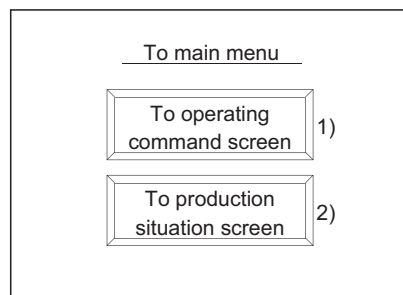 To main menu
To operating
command screen
1)
To production
situation screen
2)